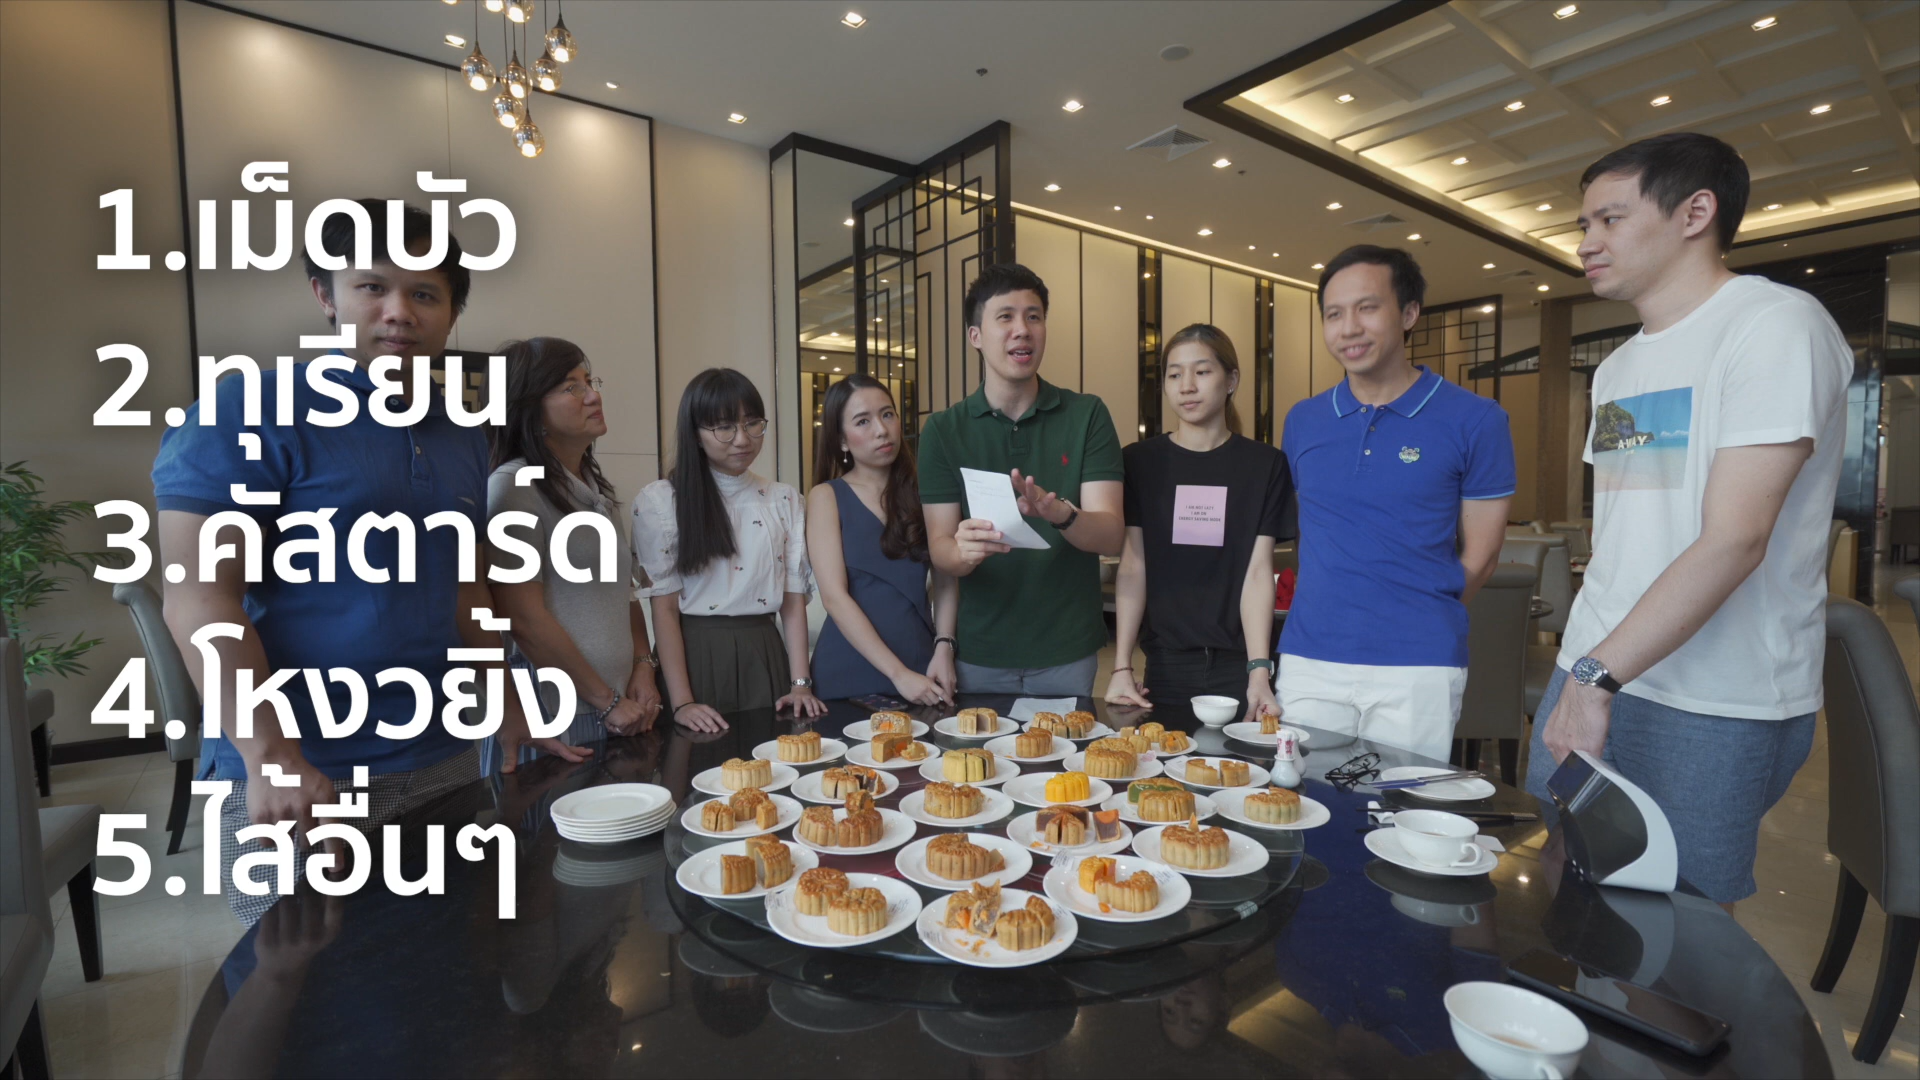 1.เม็ดบัว
2.ทุเรียน
3.คัสตาร์ด
4.โหงวยิ้ง
5.ไส้อื่นๆ
AWAY